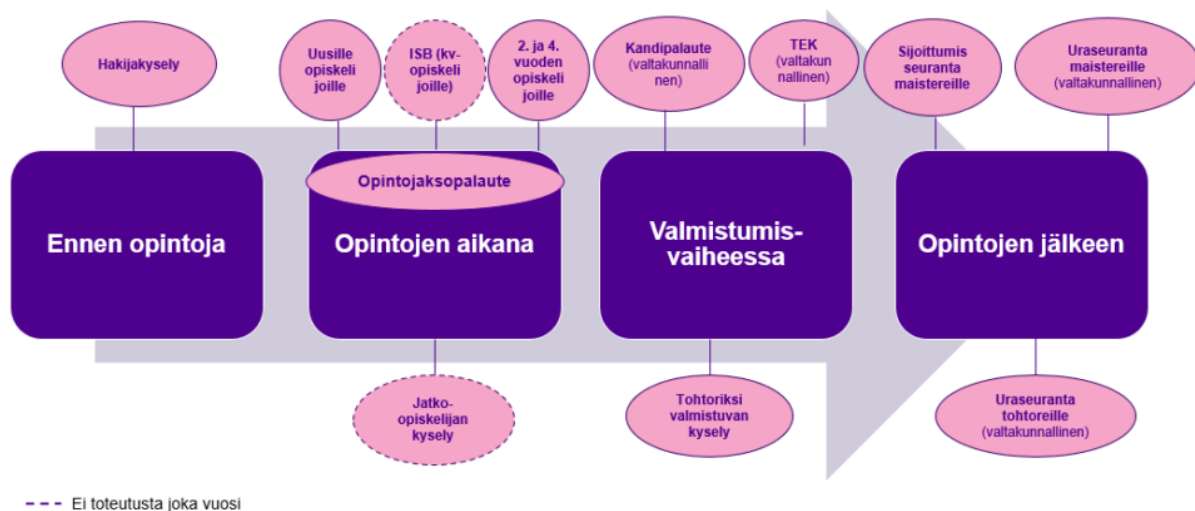 Hakijakysely
Uusille
opiskeli
joille
ISB (kv-
opiskeli
joille)
2. ja 4.
vuoden
opiskeli
joille
Kandipalaute
(valtakunnalli
nen)
TEK
(valtakun
nallinen)
Sijoittumis
seuranta
maistereille
Uraseuranta
maistereille
(valtakunnallinen)
Ennen opintoja
Opintojaksopalaute
Opintojen aikana
Valmistumis-
vaiheessa
Opintojen jälkeen
Jatko-
opiskelijan
kysely
Tohtoriksi
valmistuvan
kysely
Uraseuranta
tohtoreille
(valtakunnallinen)
Ei toteutusta joka vuosi